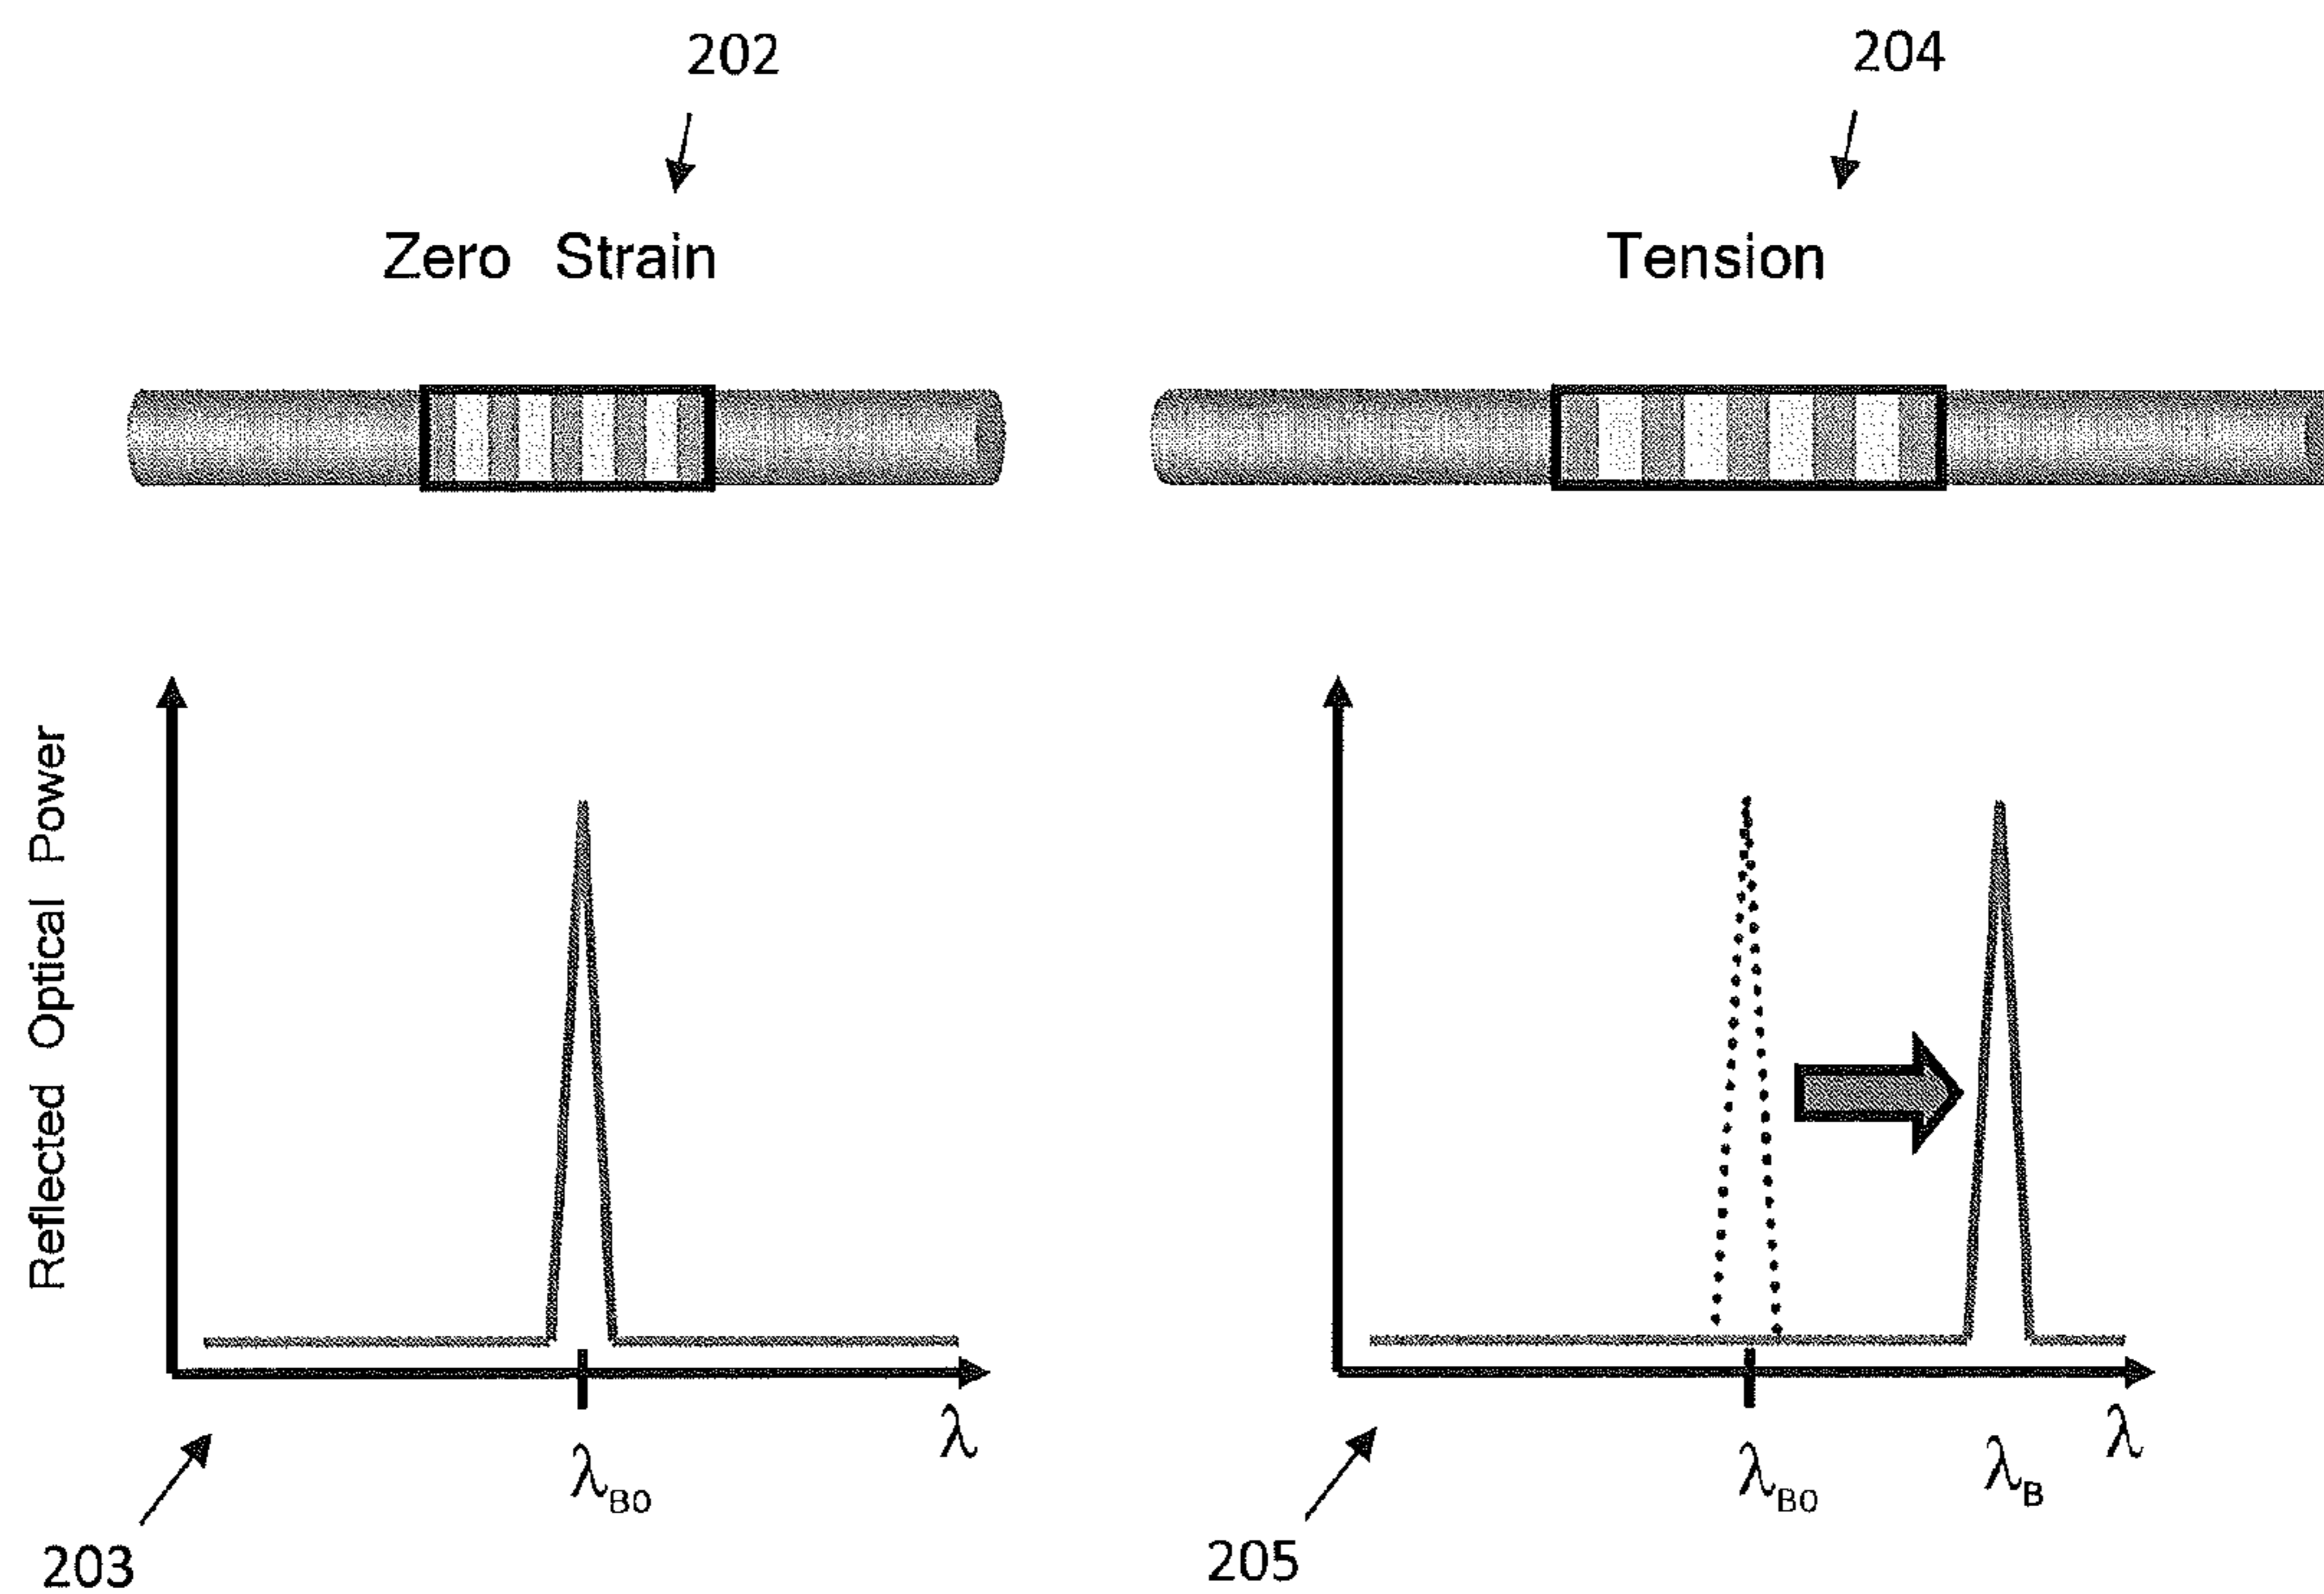 202
204
Zero Strain
Tension
Reflected Optical Power
λ
λ
λB0
λB0
λB
203
205